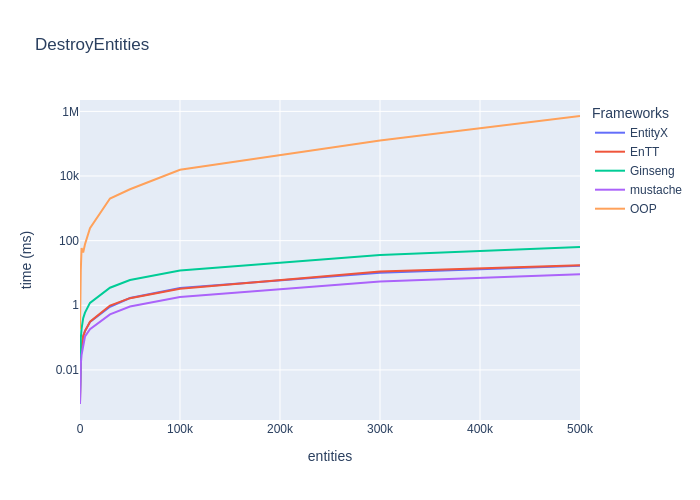 DestroyEntities
1M
10k
100
1
0.01
time (ms)
0
100k
200k
300k
400k
500k
entities
Frameworks
EntityX
EnTT
Ginseng
mustache
OOP